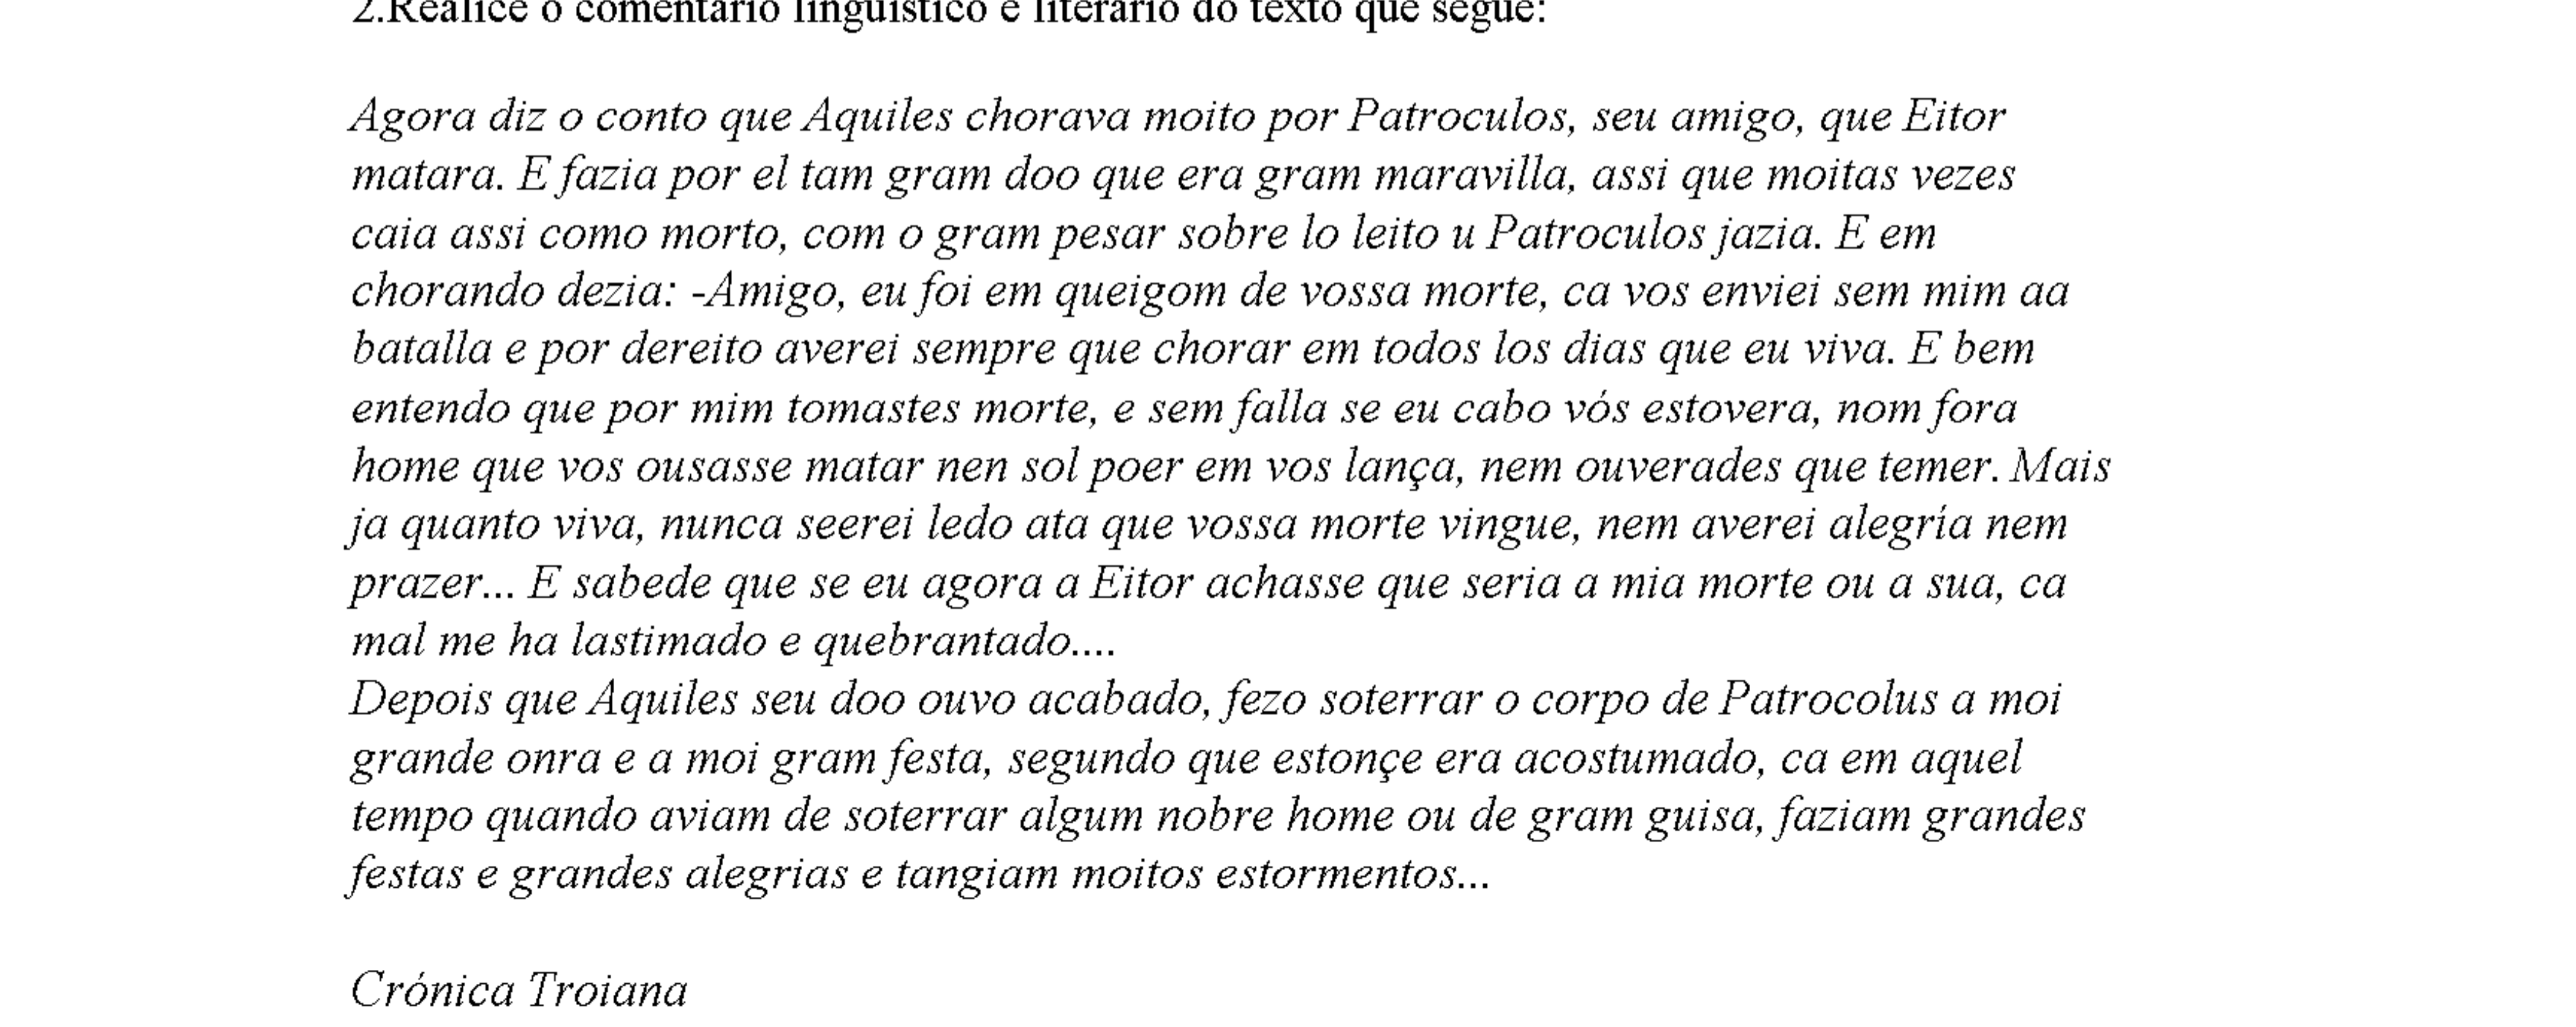 2.Realice o comentário linguístico e literário do texto que segue:
Agora diz o conto que Aquiles chorava moito por Patroculos, seu amigo, que Eitor
matara. E fazia por el tam gram doo que era gram maravilla, assi que moitas vezes
caia assi como morto, com o gram pesar sobre lo leito u Patroculos jazia. E em
chorando dezia: -Amigo, eu foi em queigom de vossa morte, ca vos enviei sem mim aa
batalla e por dereito averei sempre que chorar em todos los dias que eu viva. E bem
entendo que por mim tomastes morte, e sem falla se eu cabo vós estovera, nom fora
home que vos ousasse matar nen sol poer em vos lança, nem ouverades que temer. Mais
ja quanto viva, nunca seerei ledo ata que vossa morte vingue, nem averei alegría nem
prazer... E sabede que se eu agora a Eitor achasse que seria a mia morte ou a sua, ca
mal me ha lastimado e quebrantado....
Depois que Aquiles seu doo ouvo acabado, fezo soterrar o corpo de Patrocolus a moi
grande onra e a moi gram festa, segundo que estonçe era acostumado, ca em aquel
tempo quando aviam de soterrar algum nobre home ou de gram guisa, faziam grandes
festas e grandes alegrias e tangiam moitos estormentos...
Crónica Troiana